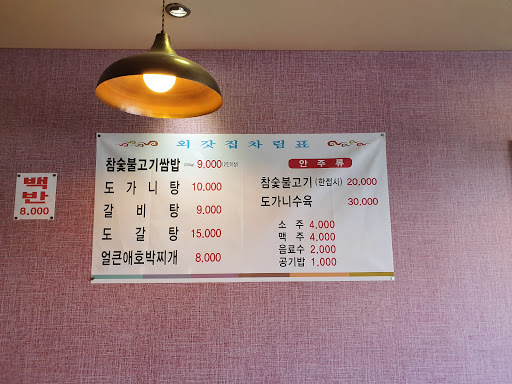 외갓집차림표
참숯불고기쌈밥 9,000
도가니탕 10,000
갈비탕 9,000
도갈탕 15,000
얼큰애호박찌개 8,000
안주류
참숯불고기 (한접시) 20,000
도가니수육 30,000
소주 4,000
맥주 4,000
음료수 2,000
공기밥 1,000
백반
8,000